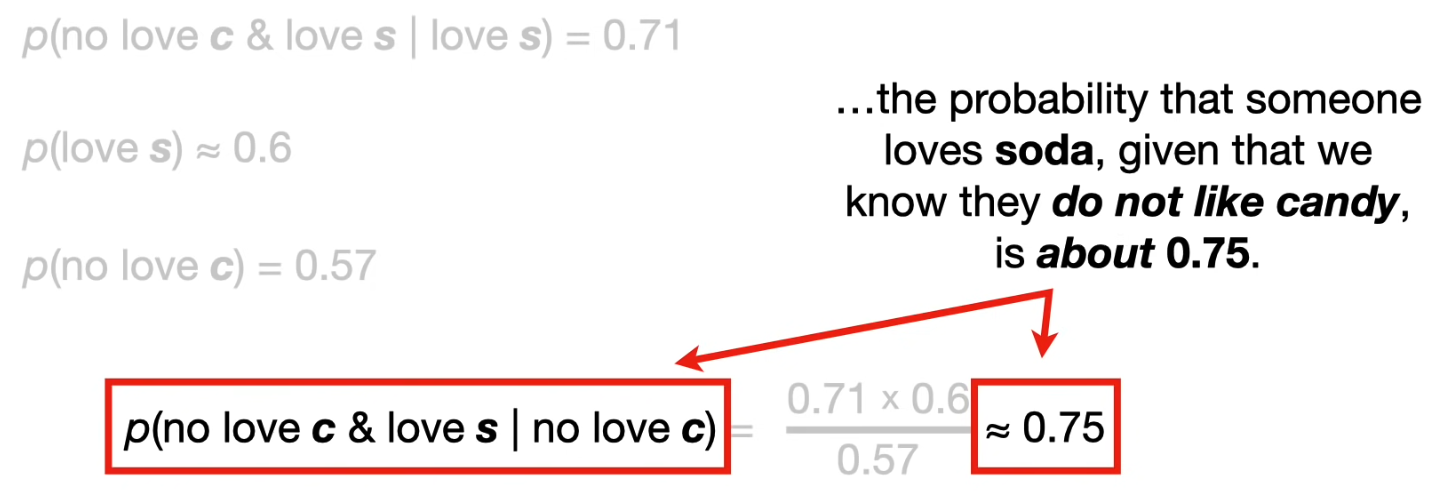 p(no love c & love s | love s) = 0.71
…the probability that someone
loves soda, given that we
know they do not like candy,
is about 0.75.
p(love s) ≈ 0.6
p(no love c) = 0.57
p(no love c & love s | no love c) = 0.71 x 0.6 ≈ 0.75
0.57